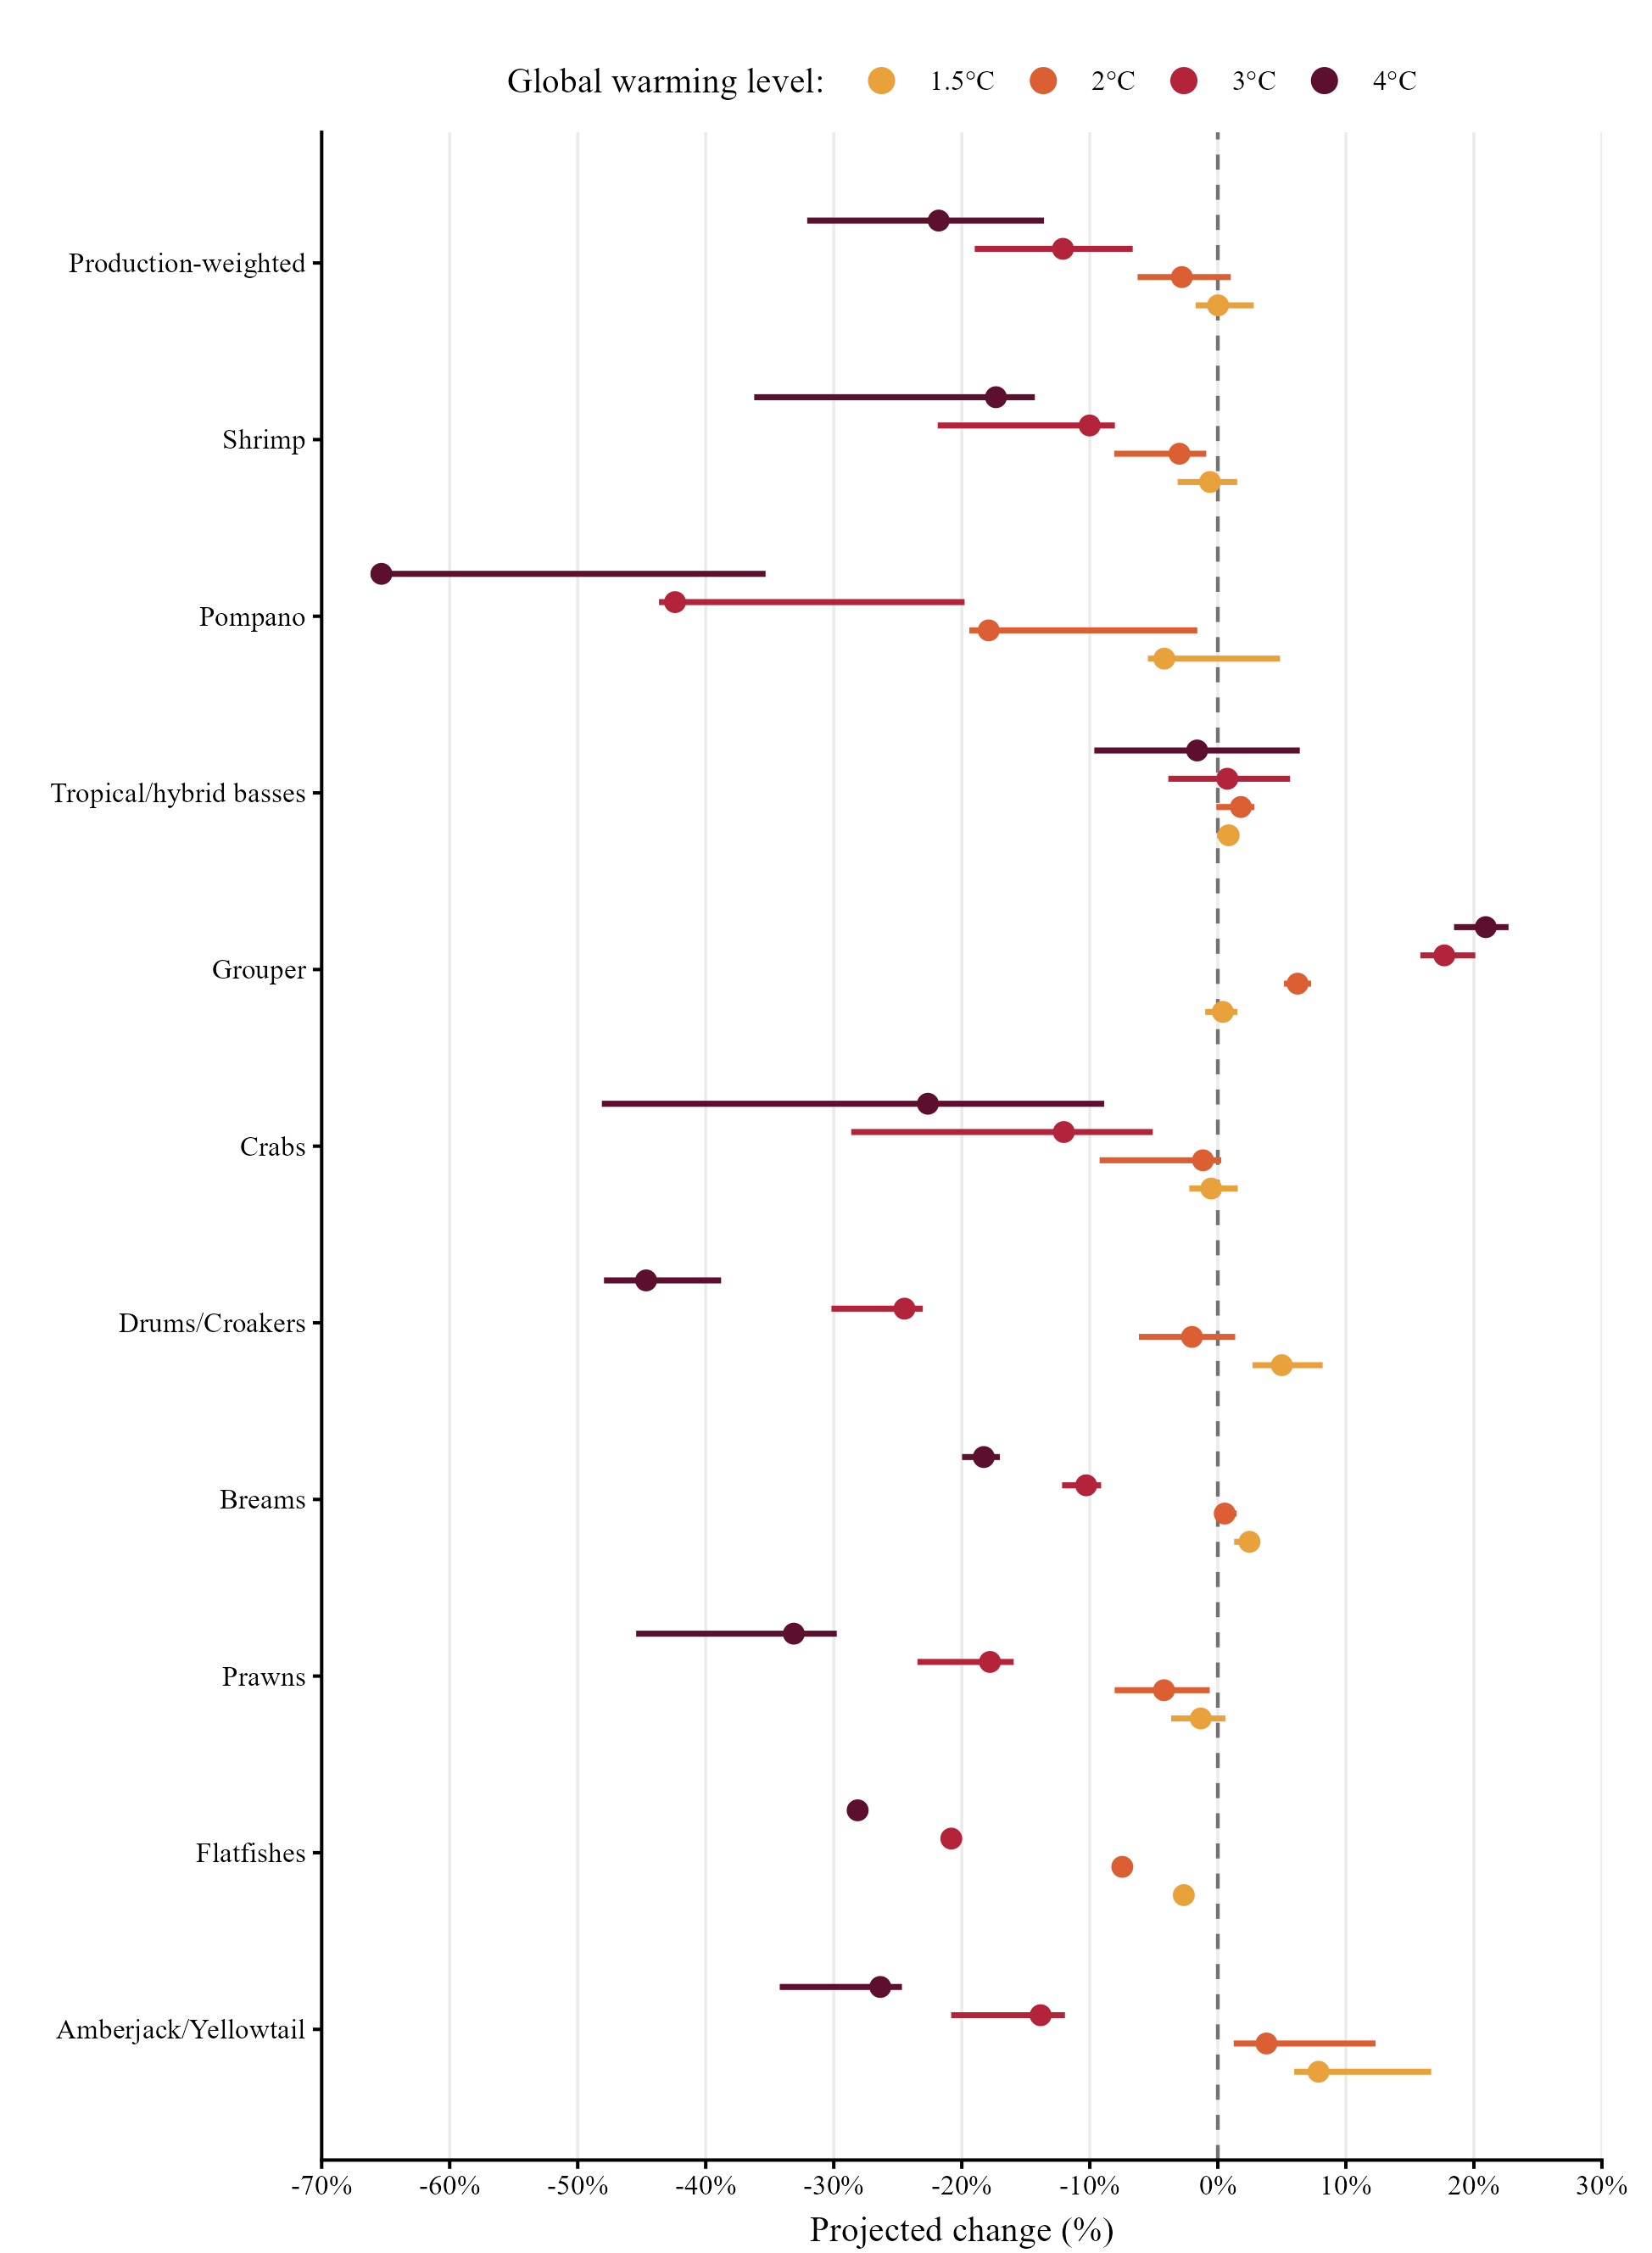 Global warming level: 1.5°C 2°C 3°C 4°C
Production-weighted
Shrimp
Pompano
Tropical/hybrid basses
Grouper
Crabs
Drums/Croakers
Breams
Prawns
Flatfishes
Amberjack/Yellowtail
-70% -60% -50% -40% -30% -20% -10% 0% 10% 20% 30%
Projected change (%)